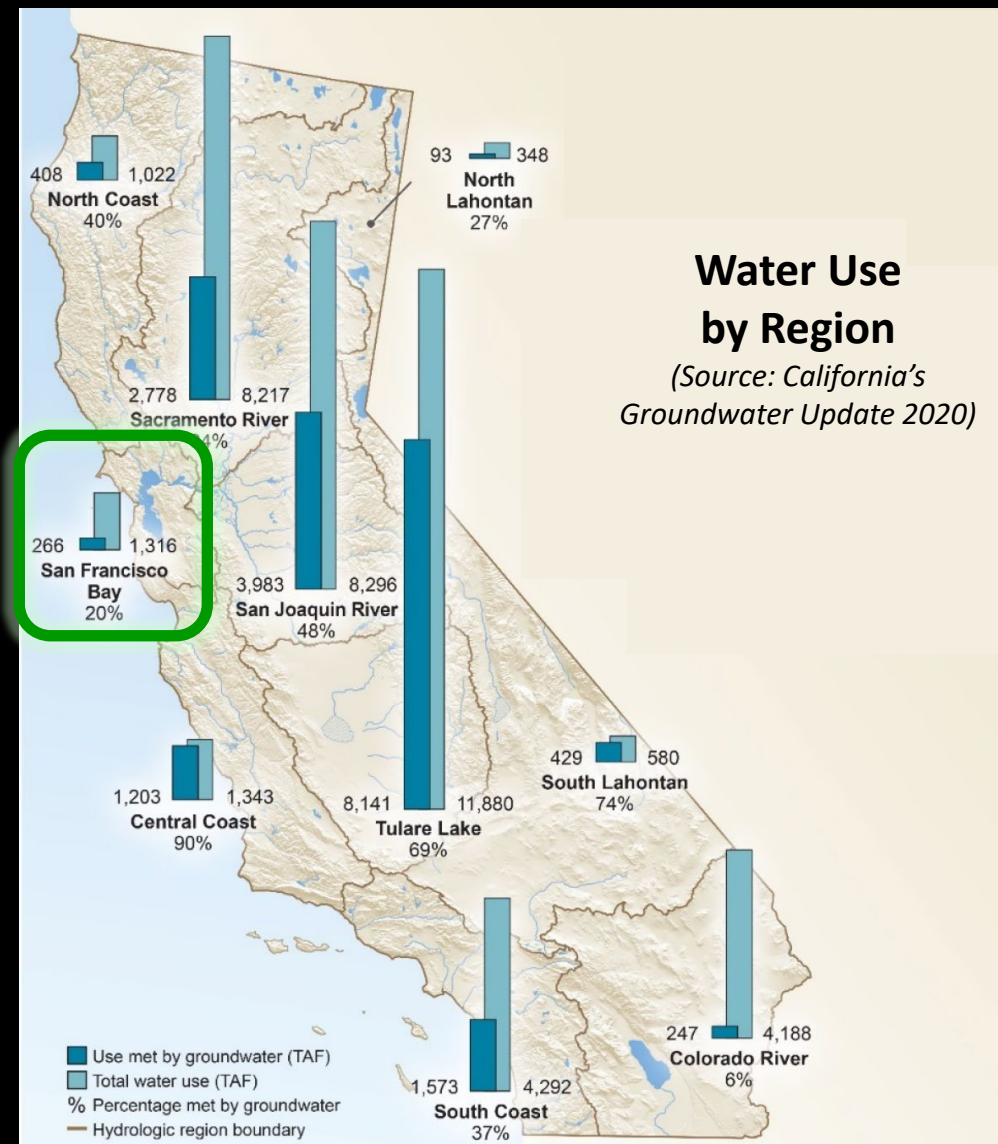 408 1,022
North Coast
40%
93 348
North
Lahontan
27%
Water Use
by Region
(Source: California's
Groundwater Update 2020)
2,778 8,217
Sacramento River
266 1,316
San Francisco
Bay
20%
3,983 8,296
San Joaquin River
48%
1,203 1,343
Central Coast
90%
8,141 11,880
Tulare Lake
69%
429 580
South Lahontan
74%
247 4,188
Colorado River
6%
1,573 4,292
South Coast
37%
Use met by groundwater (TAF)
Total water use (TAF)
% Percentage met by groundwater
Hydrologic region boundary